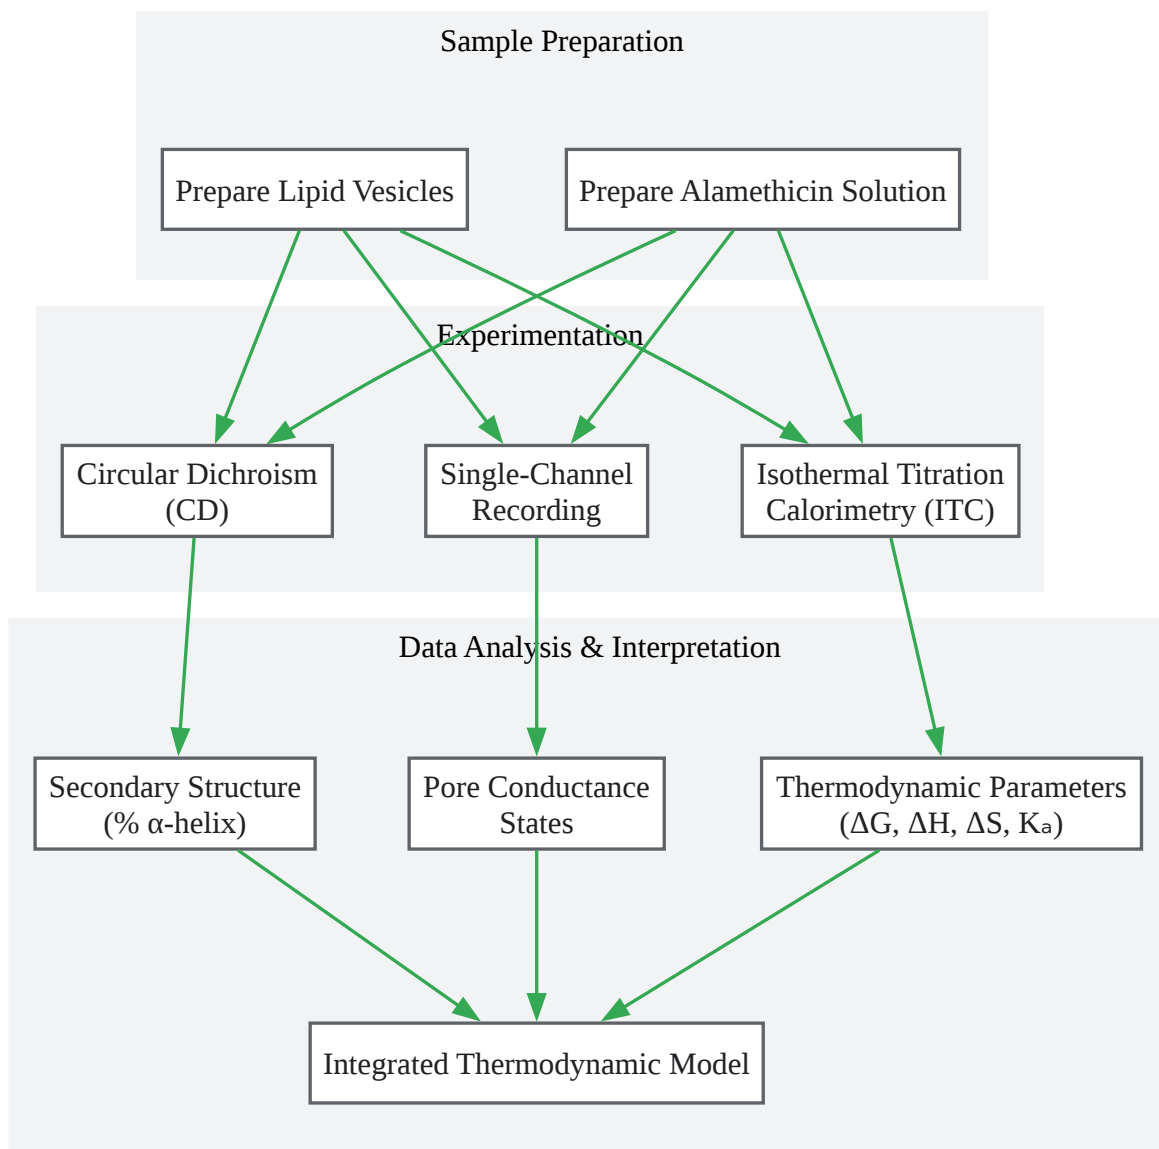 Sample Preparation
Prepare Lipid Vesicles
Prepare Alamethicin Solution
Experimentation
Circular Dichroism
(CD)
Single-Channel
Recording
Isothermal Titration
Calorimetry (ITC)
Data Analysis & Interpretation
Secondary Structure
(% α-helix)
Pore Conductance
States
Thermodynamic Parameters
(ΔG, ΔH, ΔS, Kₐ)
Integrated Thermodynamic Model